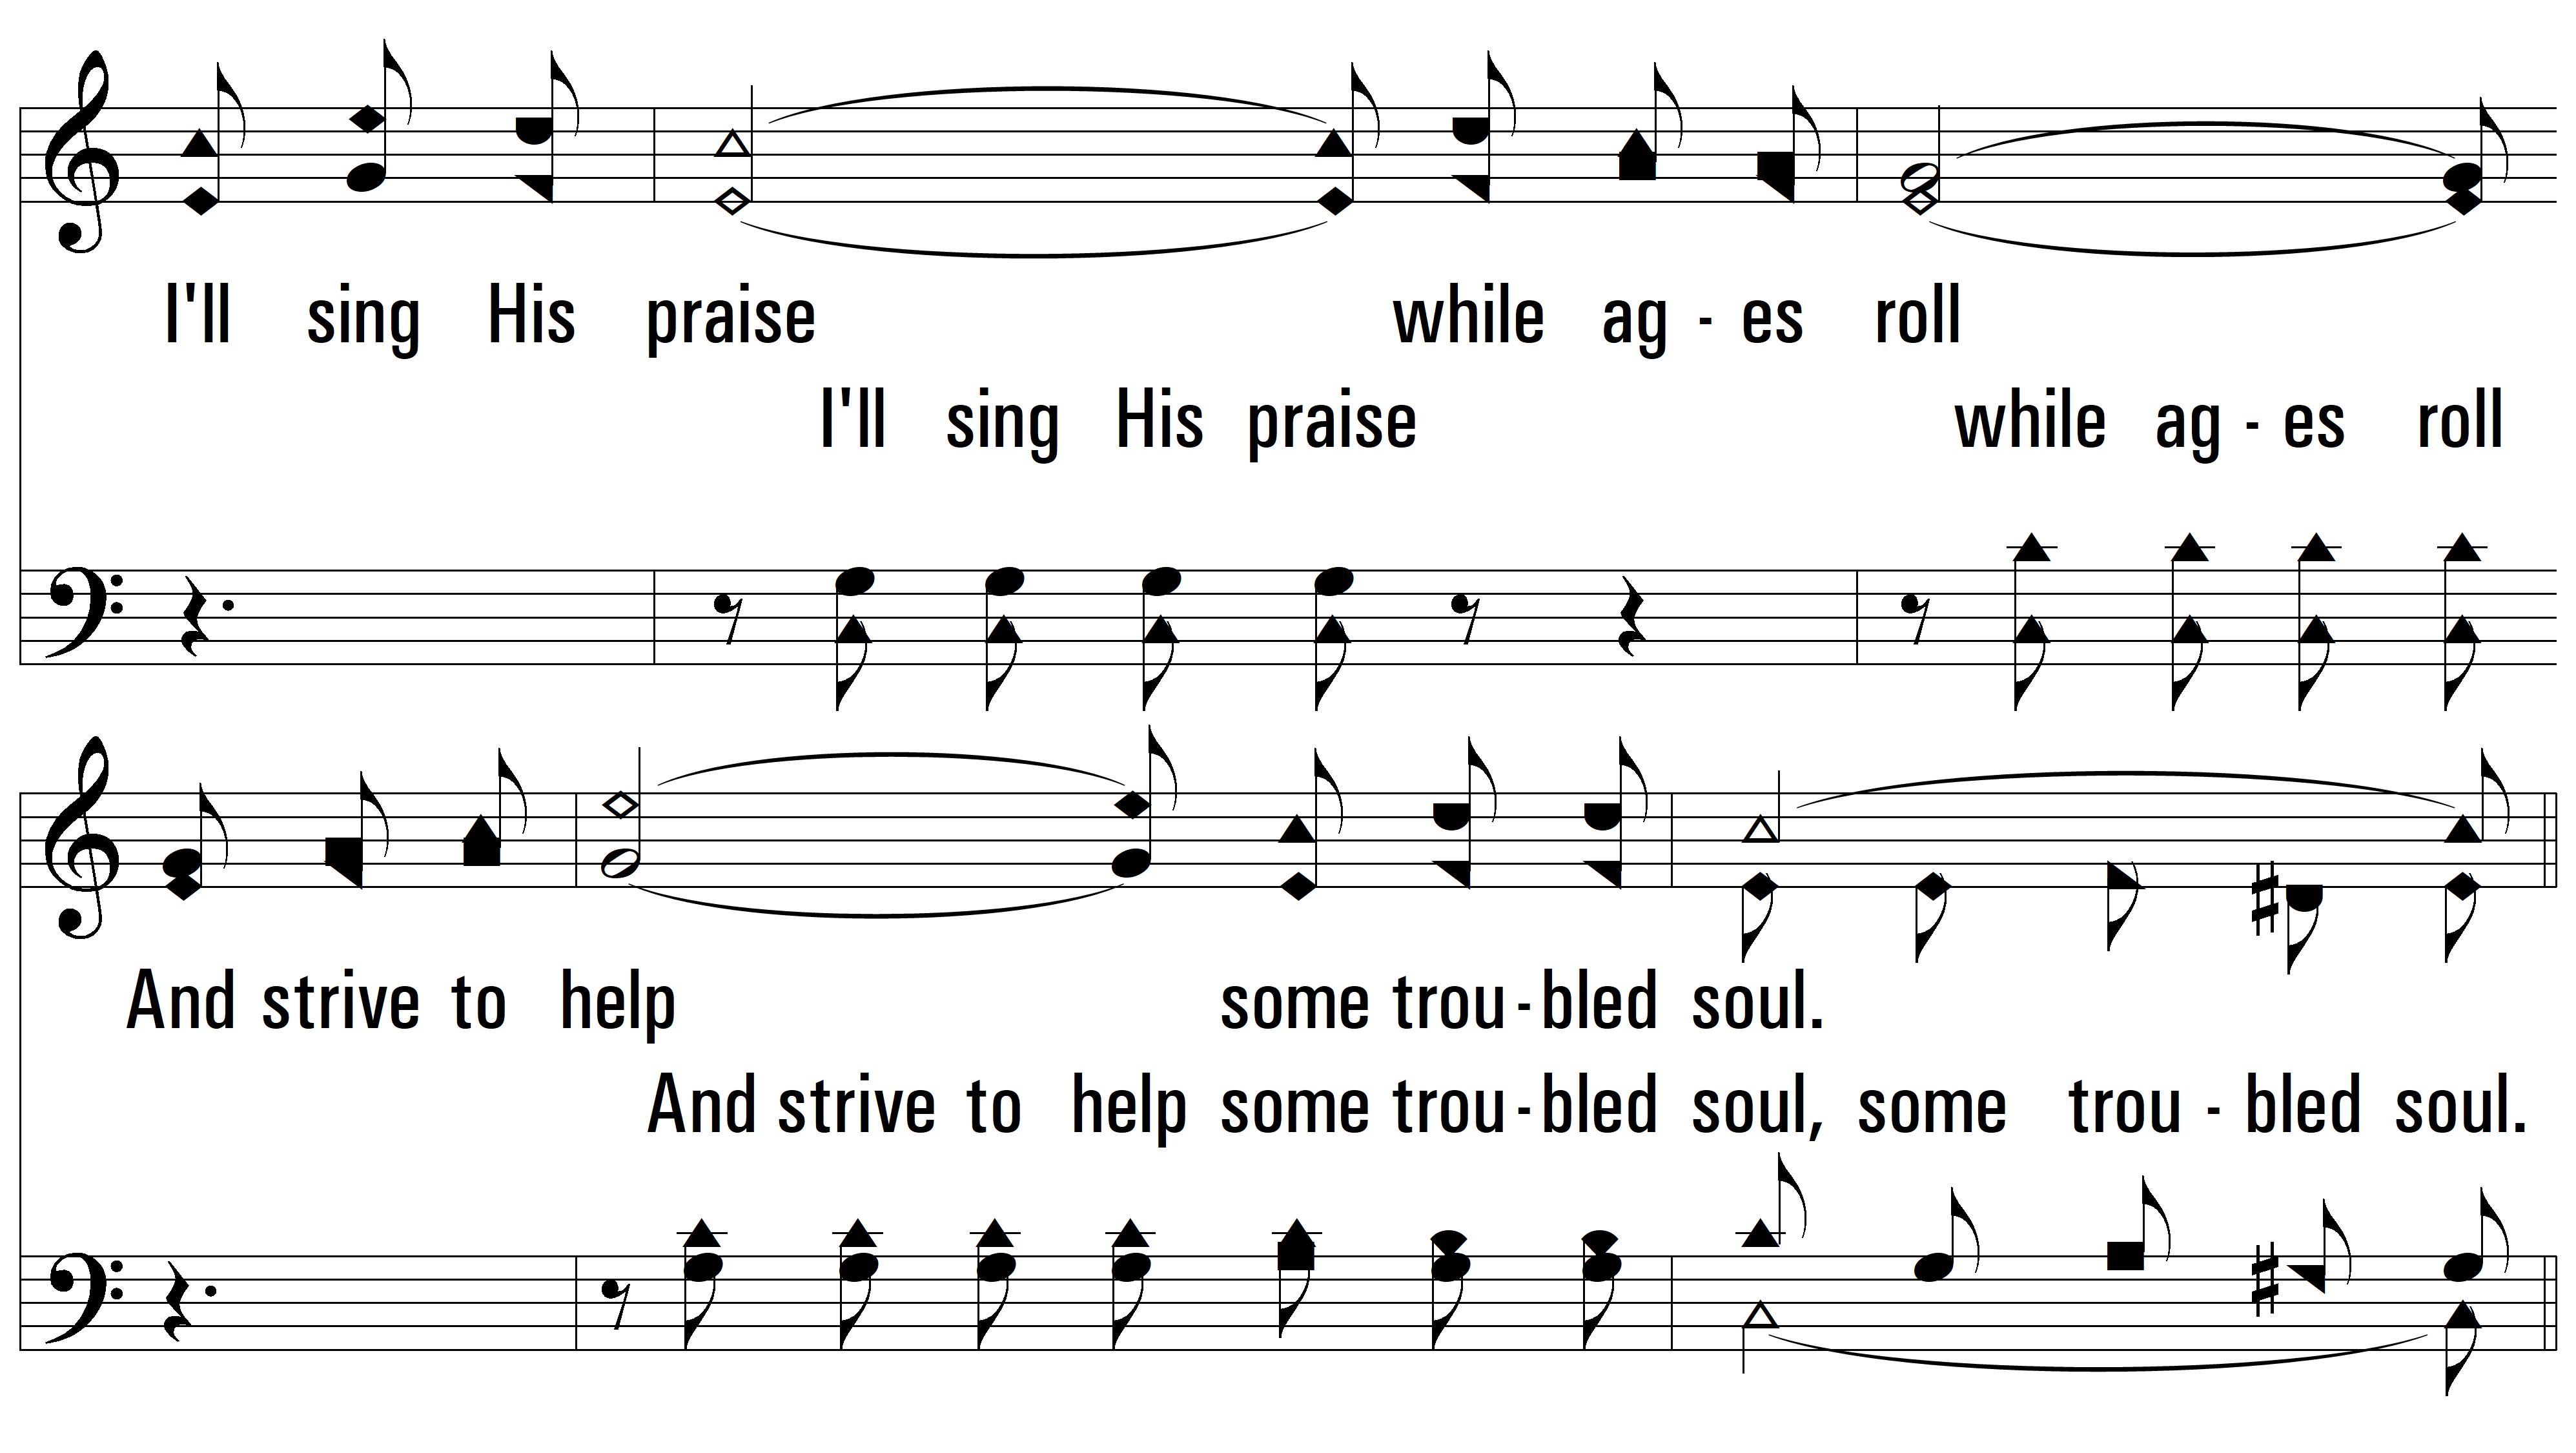 I'll sing His praise while ag - es roll
I'll sing His praise while ag - es roll
And strive to help some trou - bled soul.
And strive to help some trou - bled soul, some trou - bled soul.